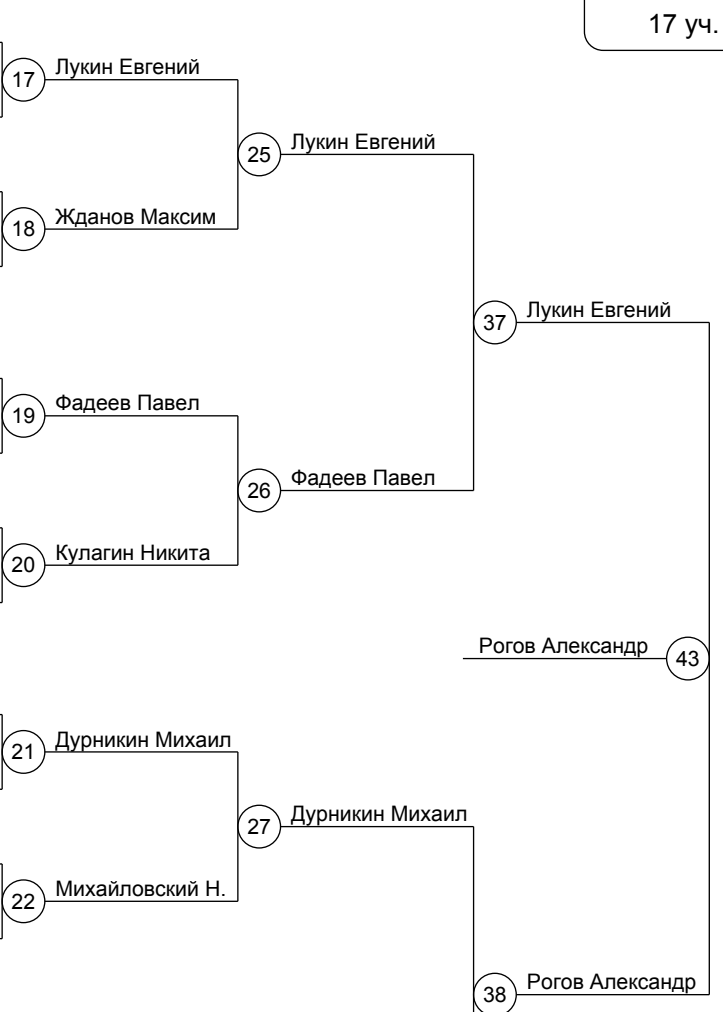 17 уч.
17 Лукин Евгений
25 Лукин Евгений
18 Жданов Максим
37 Лукин Евгений
19 Фадеев Павел
26 Фадеев Павел
20 Кулагин Никита
Рогов Александр 43
21 Дурникин Михаил
27 Дурникин Михаил
22 Михайловский Н.
38 Рогов Александр